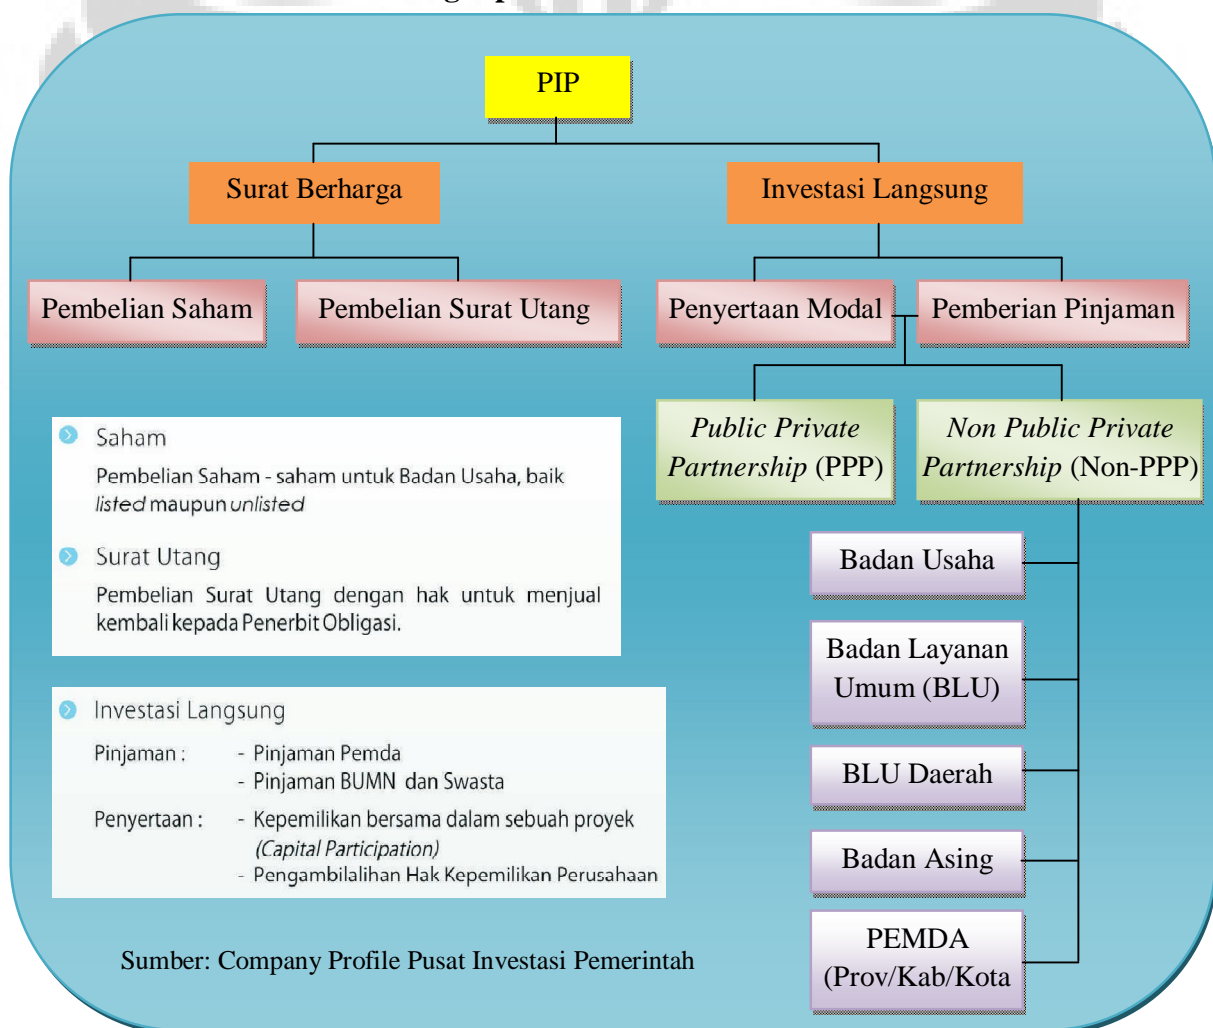 PIP
Surat Berharga
Investasi Langsung
Pembelian Saham
Pembelian Surat Utang
Penyertaan Modal
Pemberian Pinjaman
Public Private
Partnership (PPP)
Non Public Private
Partnership (Non-PPP)
Saham
Pembelian Saham - saham untuk Badan Usaha, baik
listed maupun unlisted
Surat Utang
Pembelian Surat Utang dengan hak untuk menjual
kembali kepada Penerbit Obligasi.
Investasi Langsung
Pinjaman : - Pinjaman Pemda
- Pinjaman BUMN dan Swasta
Penyertaan : - Kepemilikan bersama dalam sebuah proyek
(Capital Participation)
- Pengambilalihan Hak Kepemilikan Perusahaan
Badan Usaha
Badan Layanan
Umum (BLU)
BLU Daerah
Badan Asing
PEMDA
(Prov/Kab/Kota
Sumber: Company Profile Pusat Investasi Pemerintah